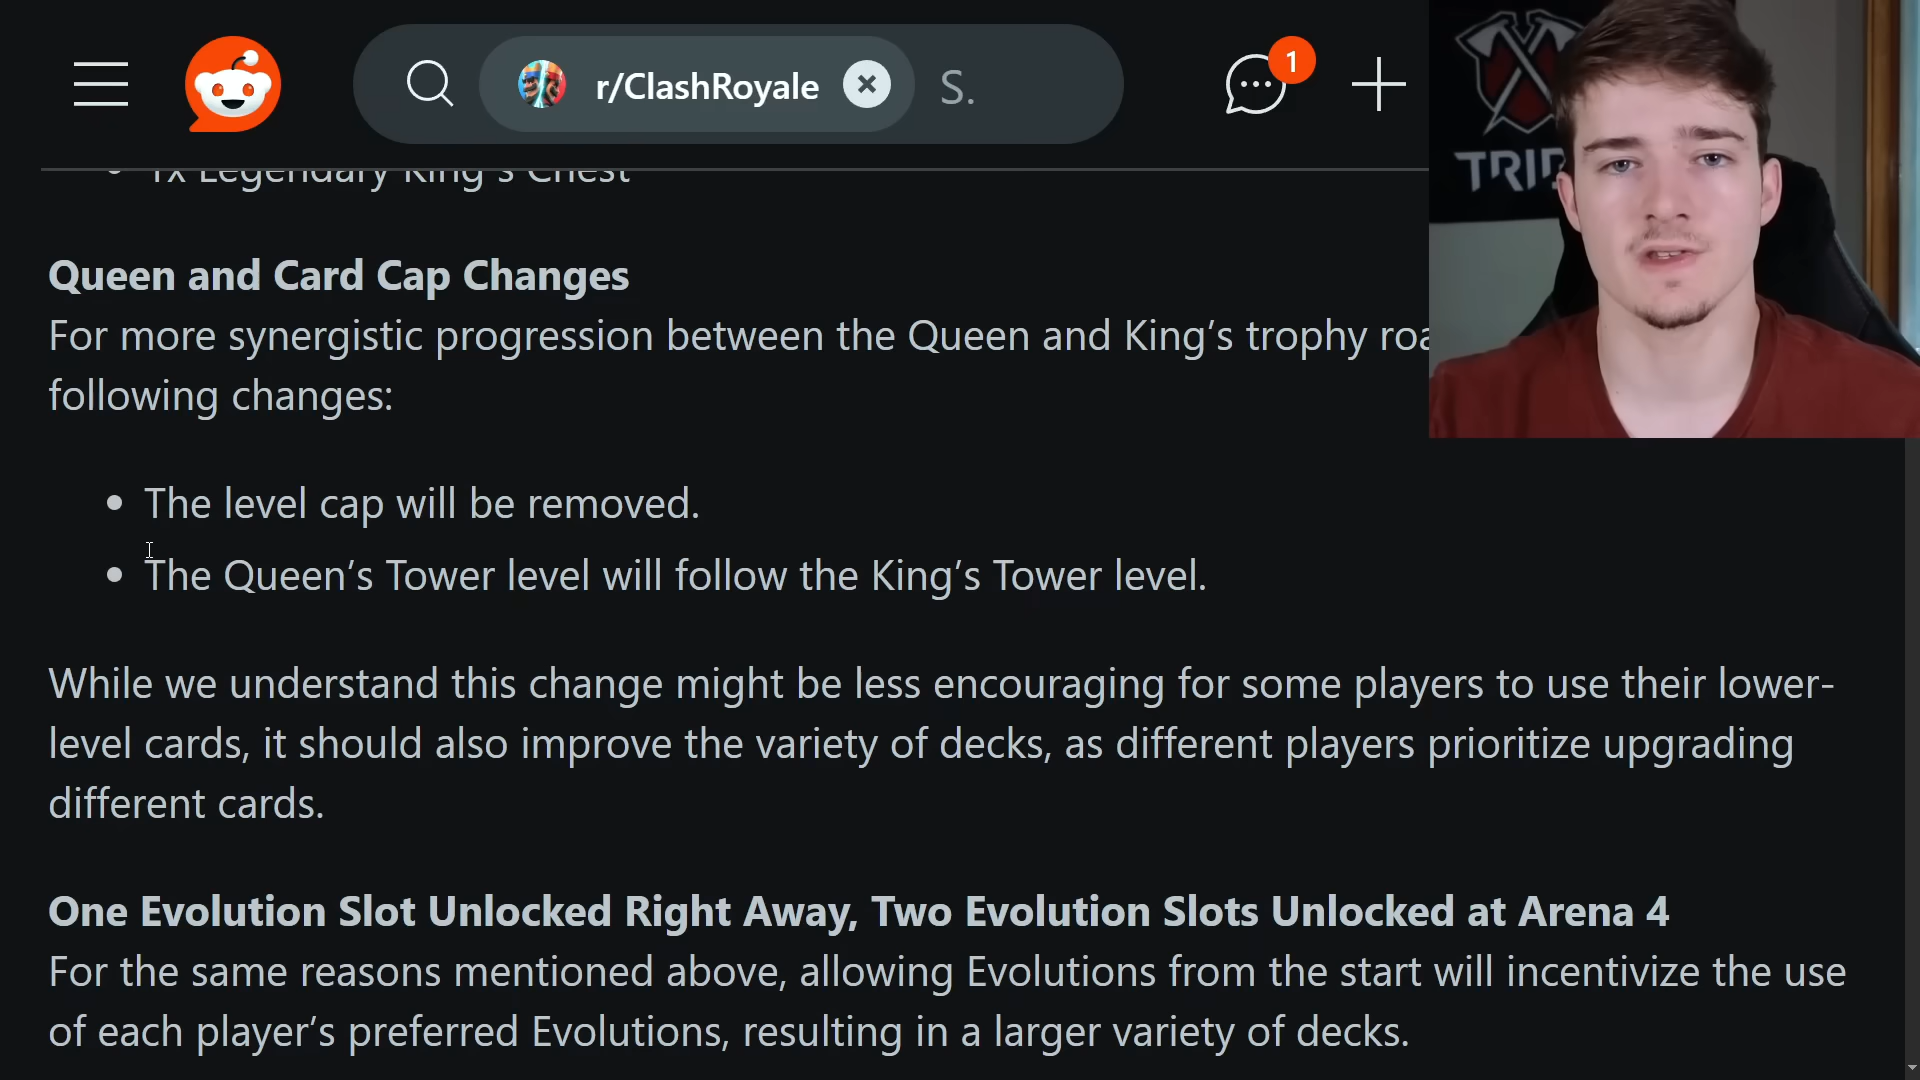 r/ClashRoyale
S.
1
TRIB
1x Legendary King's Chest
Queen and Card Cap Changes
For more synergistic progression between the Queen and King’s trophy roa
following changes:
• The level cap will be removed.
• The Queen’s Tower level will follow the King’s Tower level.
While we understand this change might be less encouraging for some players to use their lower-
level cards, it should also improve the variety of decks, as different players prioritize upgrading
different cards.
One Evolution Slot Unlocked Right Away, Two Evolution Slots Unlocked at Arena 4
For the same reasons mentioned above, allowing Evolutions from the start will incentivize the use
of each player’s preferred Evolutions, resulting in a larger variety of decks.